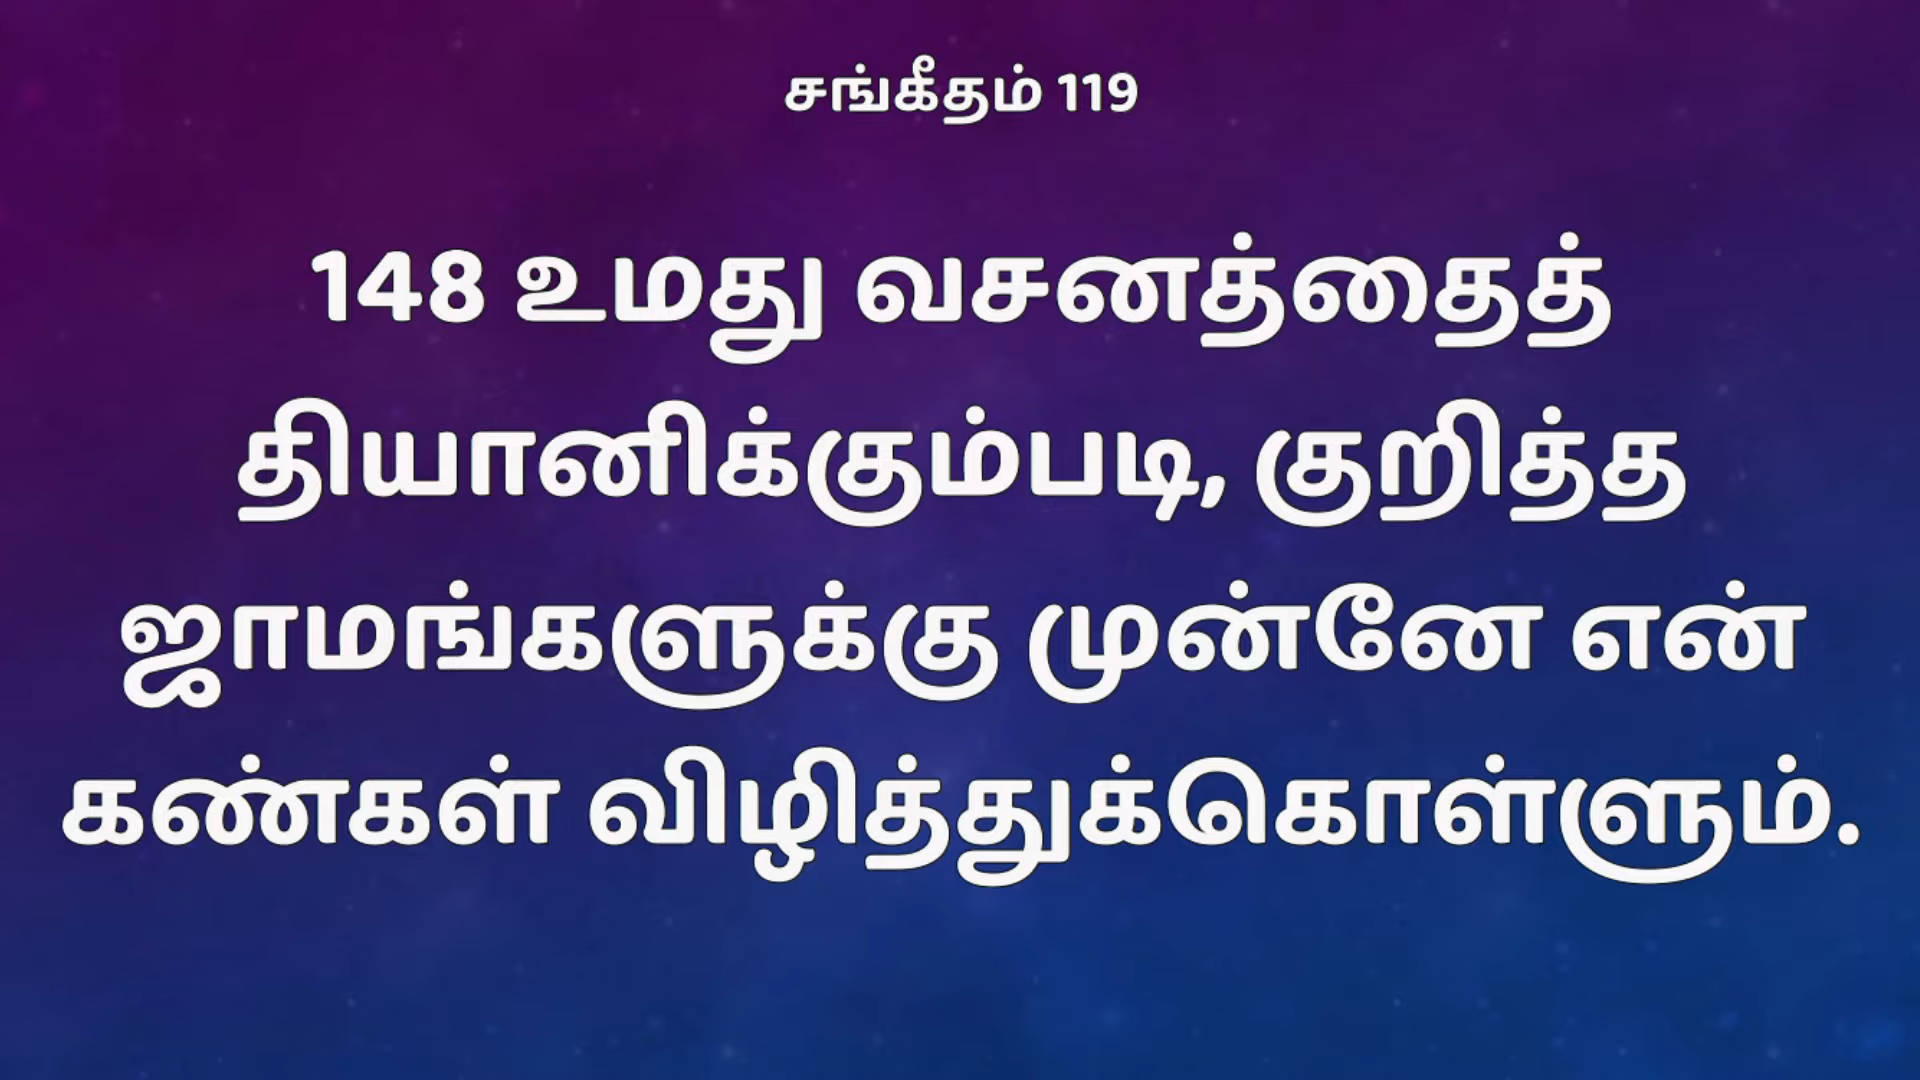 சங்கீதம் 119
148 உமது வசனத்தைத்
தியானிக்கும்படி, குறித்த
ஜாமங்களுக்கு முன்னே என்
கண்கள் விழித்துக்கொள்ளும்.